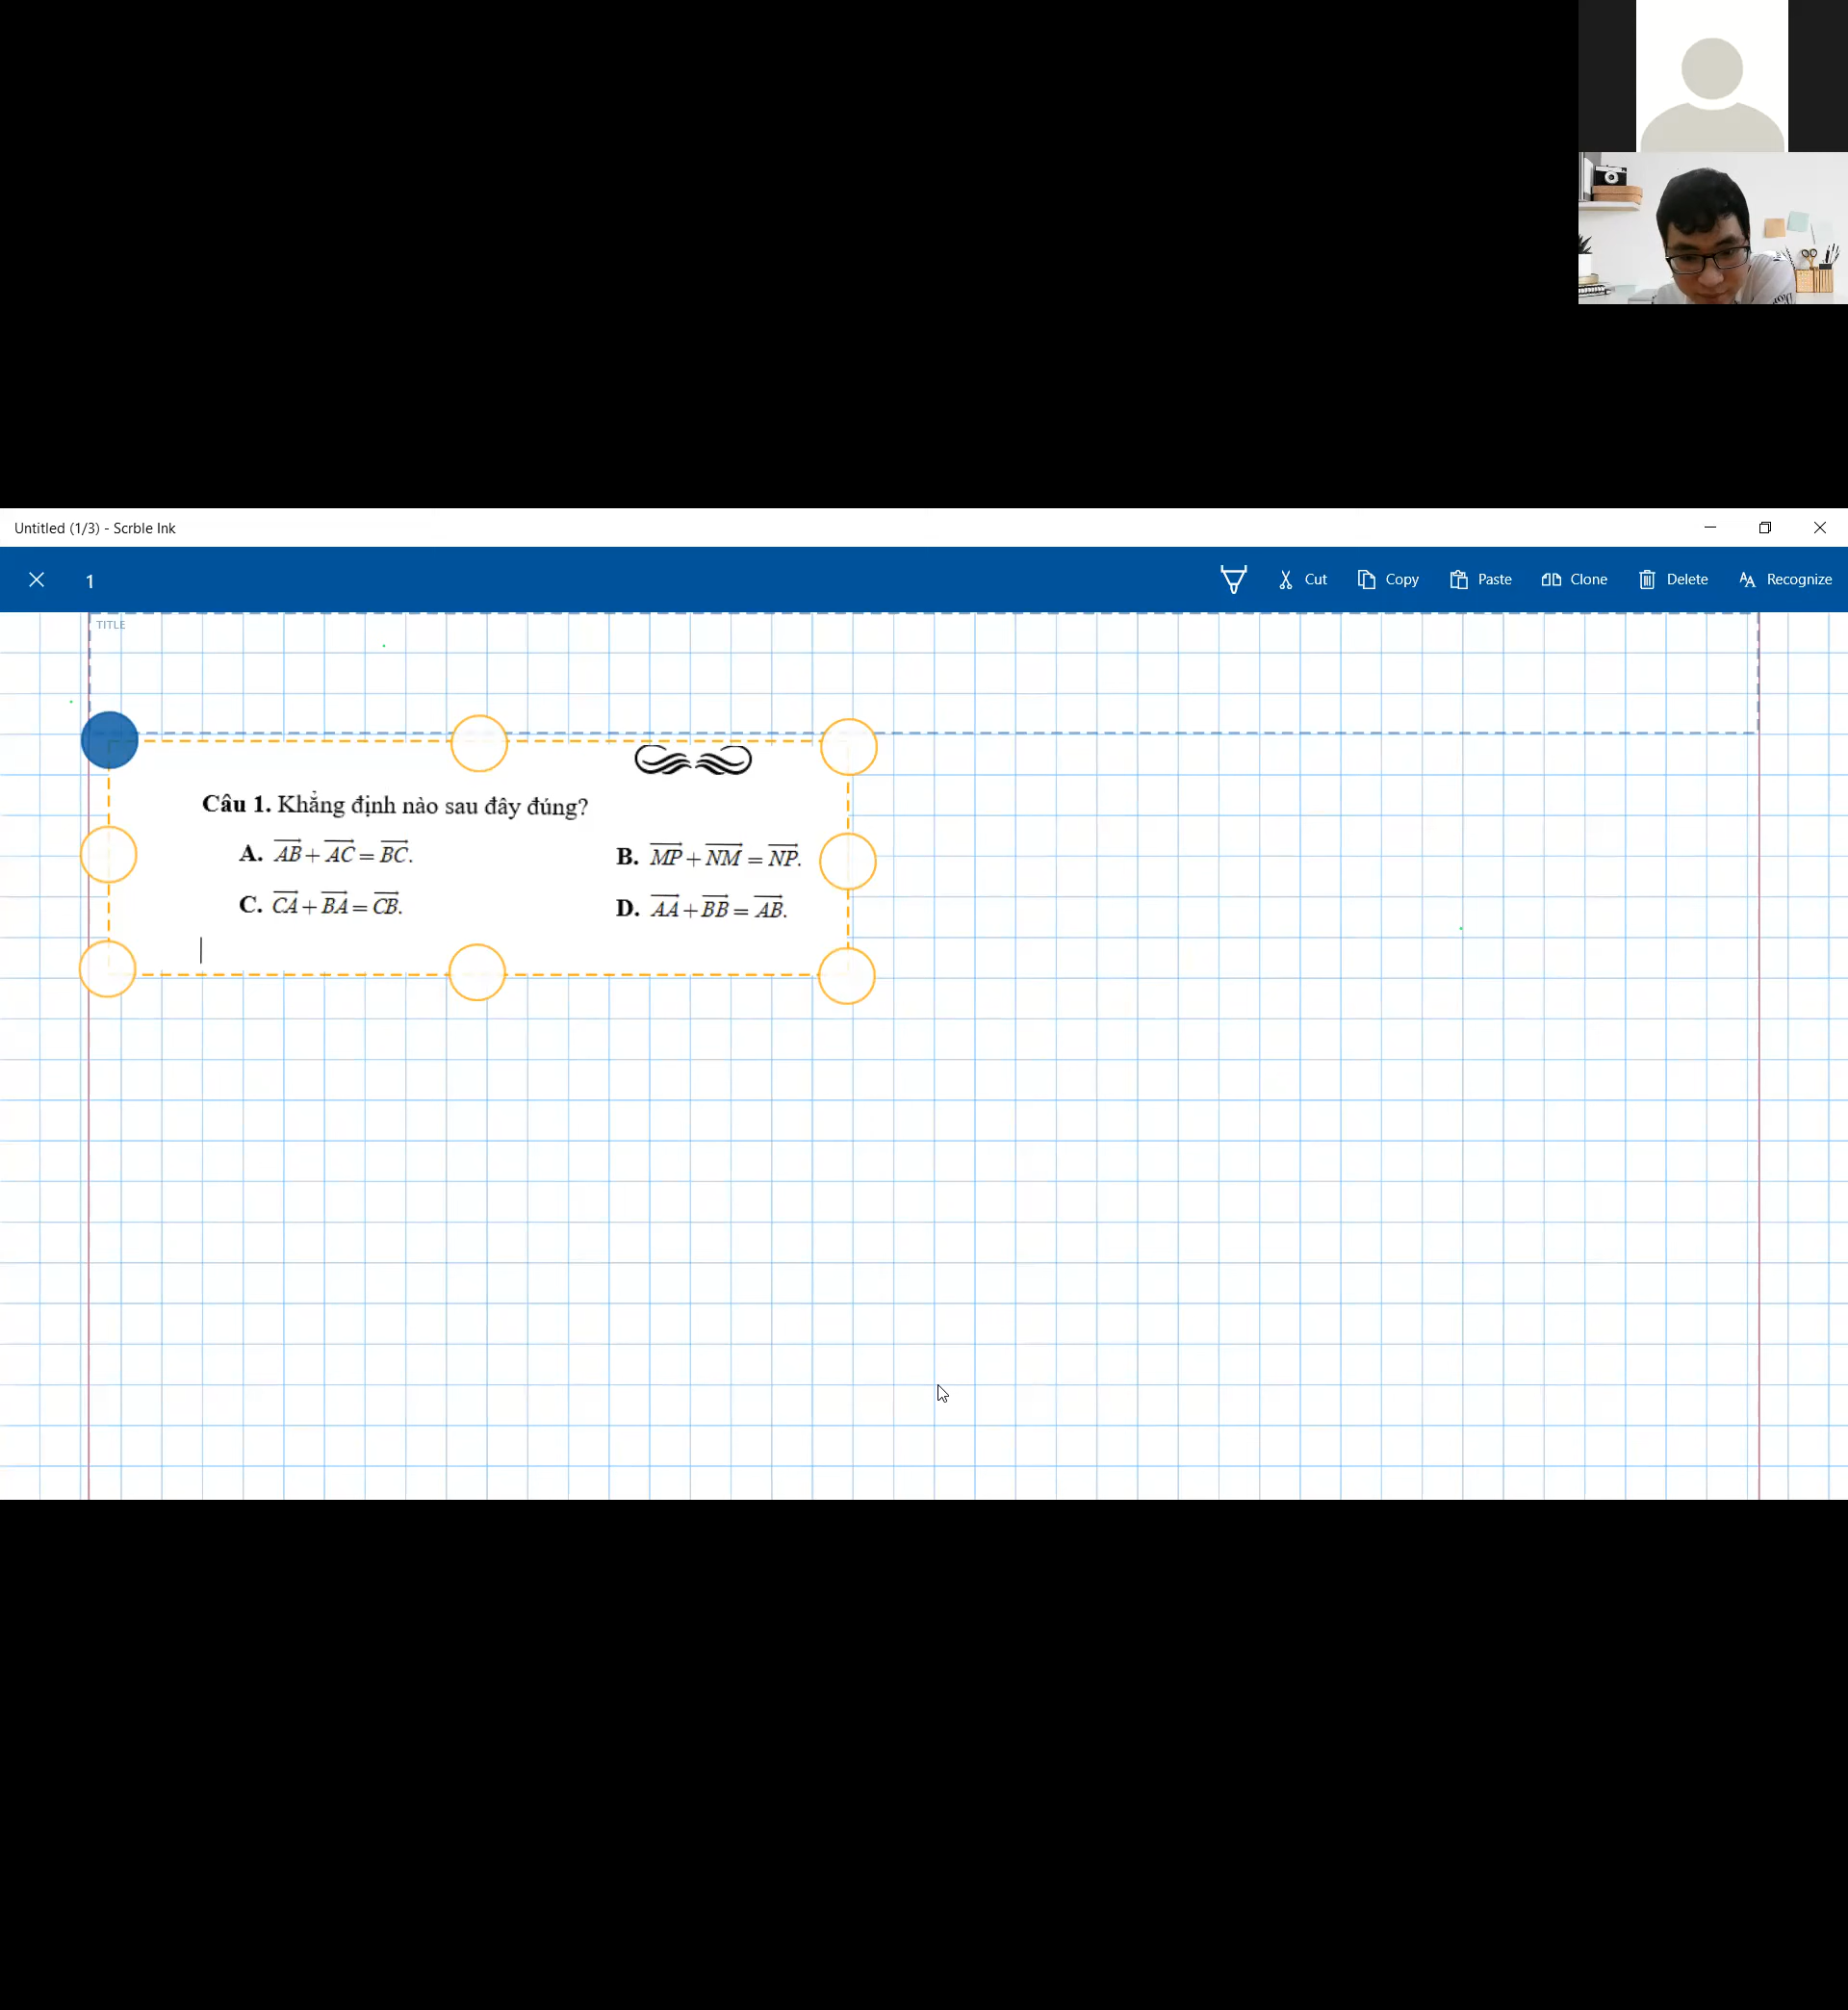 Untitled (1/3) - Scrble Ink
1 Cut Copy Paste Clone Delete Recognize
TITLE
Câu 1. Khẳng định nào sau đây đúng?
A. $\overrightarrow{AB}+\overrightarrow{AC}=\overrightarrow{BC}$. B. $\overrightarrow{MP}+\overrightarrow{NM}=\overrightarrow{NP}$.
C. $\overrightarrow{CA}+\overrightarrow{BA}=\overrightarrow{CB}$. D. $\overrightarrow{AA}+\overrightarrow{BB}=\overrightarrow{AB}$.